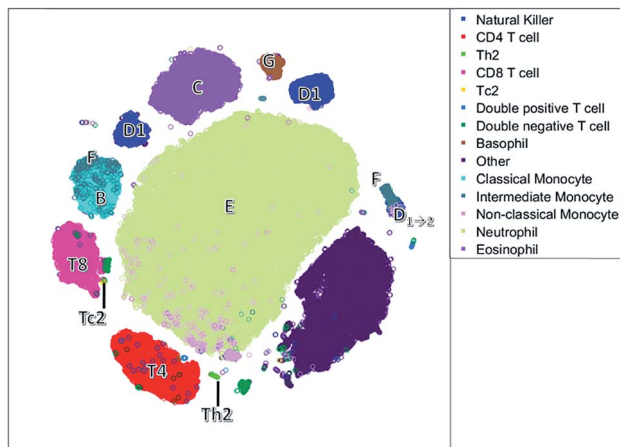 G
C
D1
D1
F
B
E
F
D1→2
T8
Tc2
T4
Th2
Natural Killer
CD4 T cell
Th2
CD8 T cell
Tc2
Double positive T cell
Double negative T cell
Basophil
Other
Classical Monocyte
Intermediate Monocyte
Non-classical Monocyte
Neutrophil
Eosinophil